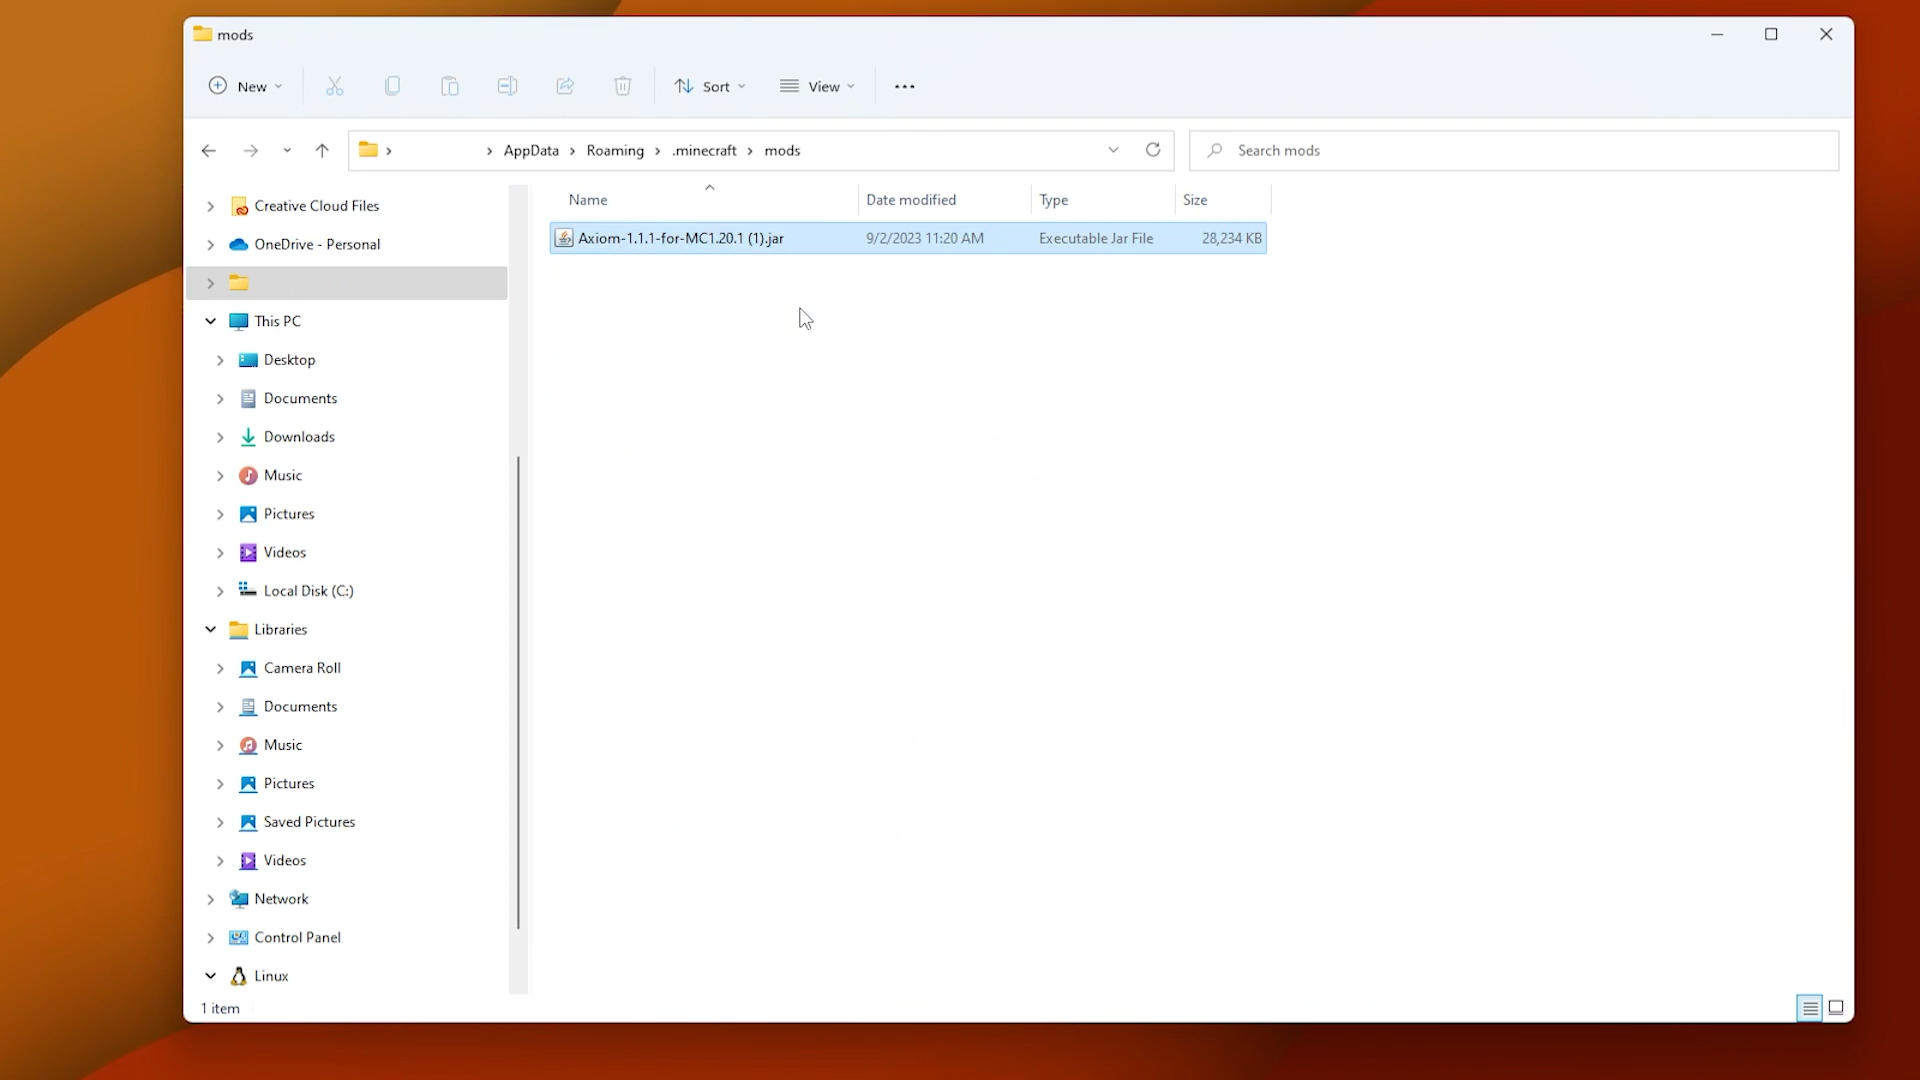 mods
New
Sort
View
AppData
Roaming
.minecraft
mods
Search mods
Name
Date modified
Type
Size
Axiom-1.1.1-for-MC1.20.1 (1).jar
9/2/2023 11:20 AM
Executable Jar File
28,234 KB
Creative Cloud Files
OneDrive - Personal
This PC
Desktop
Documents
Downloads
Music
Pictures
Videos
Local Disk (C:)
Libraries
Camera Roll
Documents
Music
Pictures
Saved Pictures
Videos
Network
Control Panel
Linux
1 item